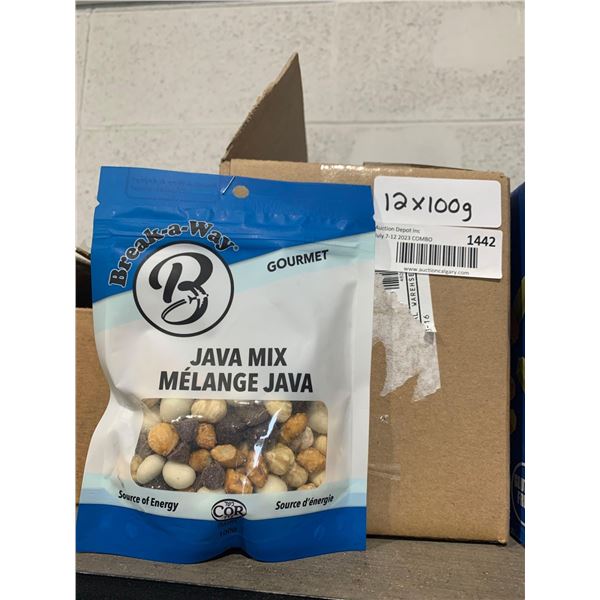 Break-a-Way®
B
GOURMET
JAVA MIX
MÉLANGE JAVA
Source of Energy
COR
Source d'énergie
100g
12x100g
Auction Depot Inc
July 7-12 2023 COMBO
1442
www.auctioncalgary.com